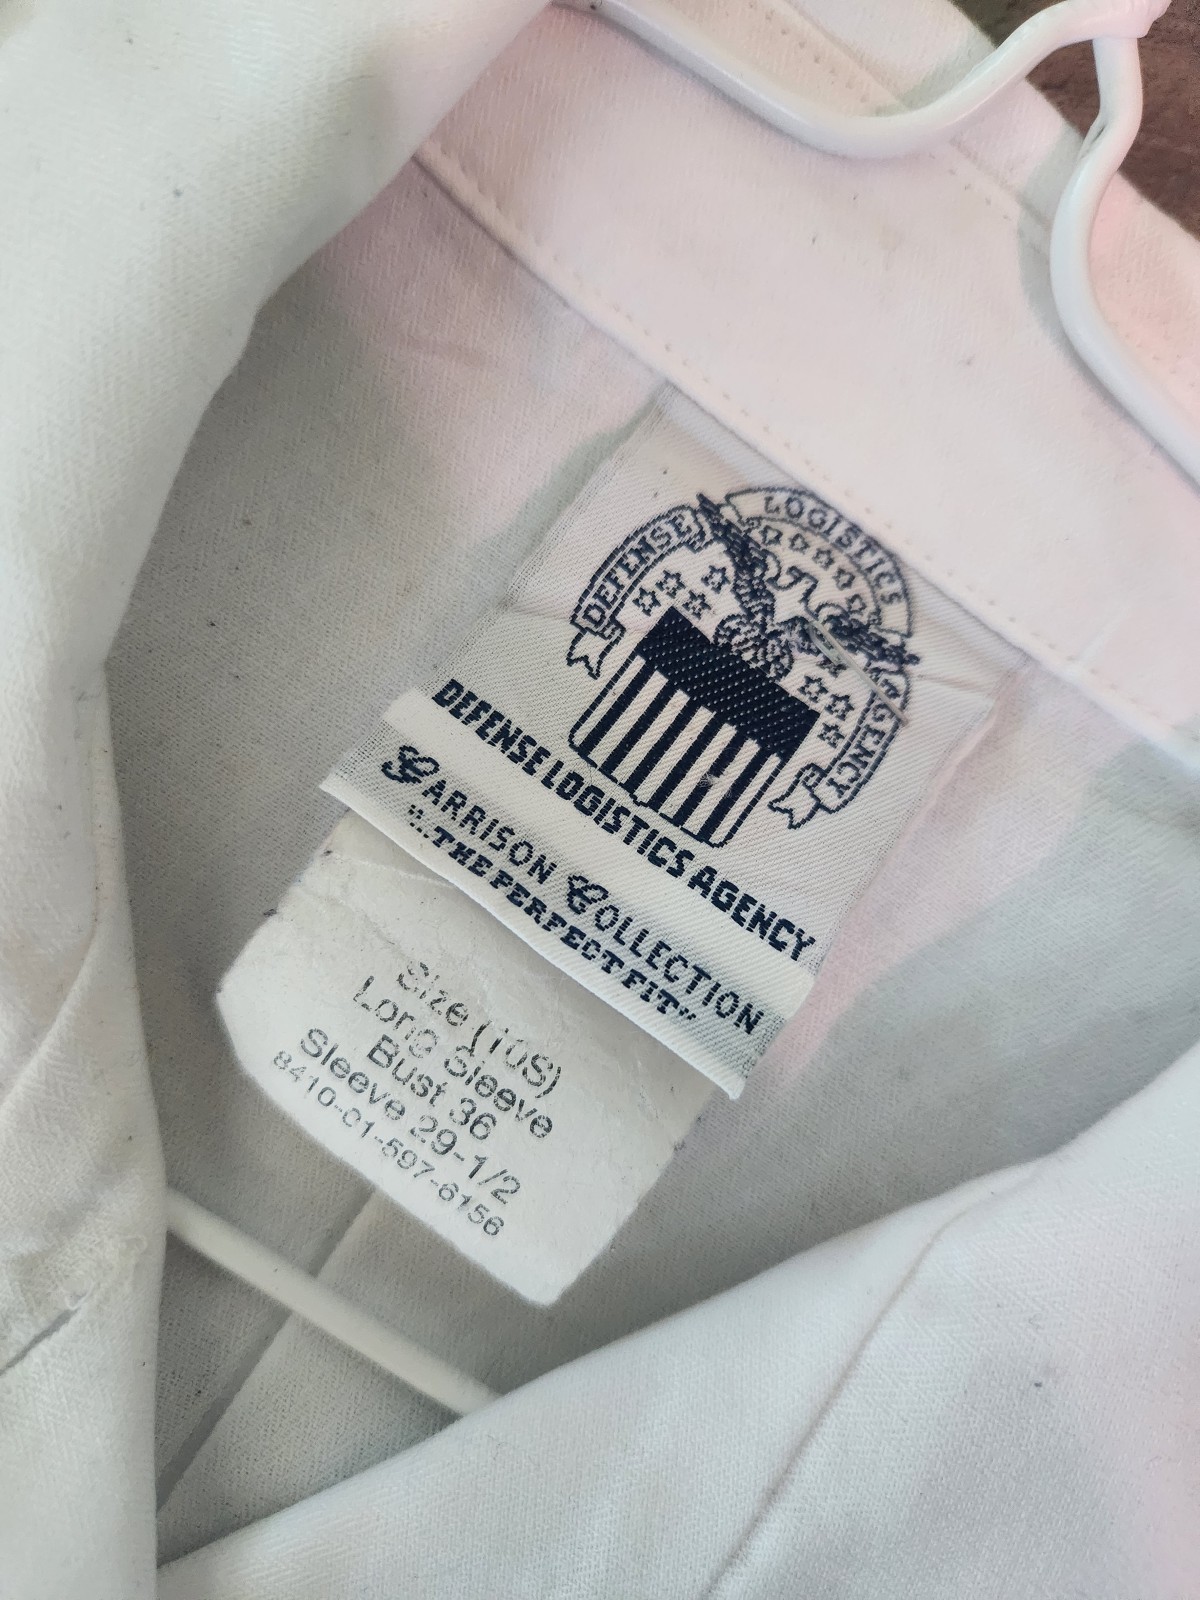 DEFENSE LOGISTICS AGENCY
DEFENSE LOGISTICS AGENCY
GARRISON COLLECTION
"...THE PERFECT FIT"
Size (10S)
Long Sleeve
Bust 36
Sleeve 29-1/2
8410-01-597-6156